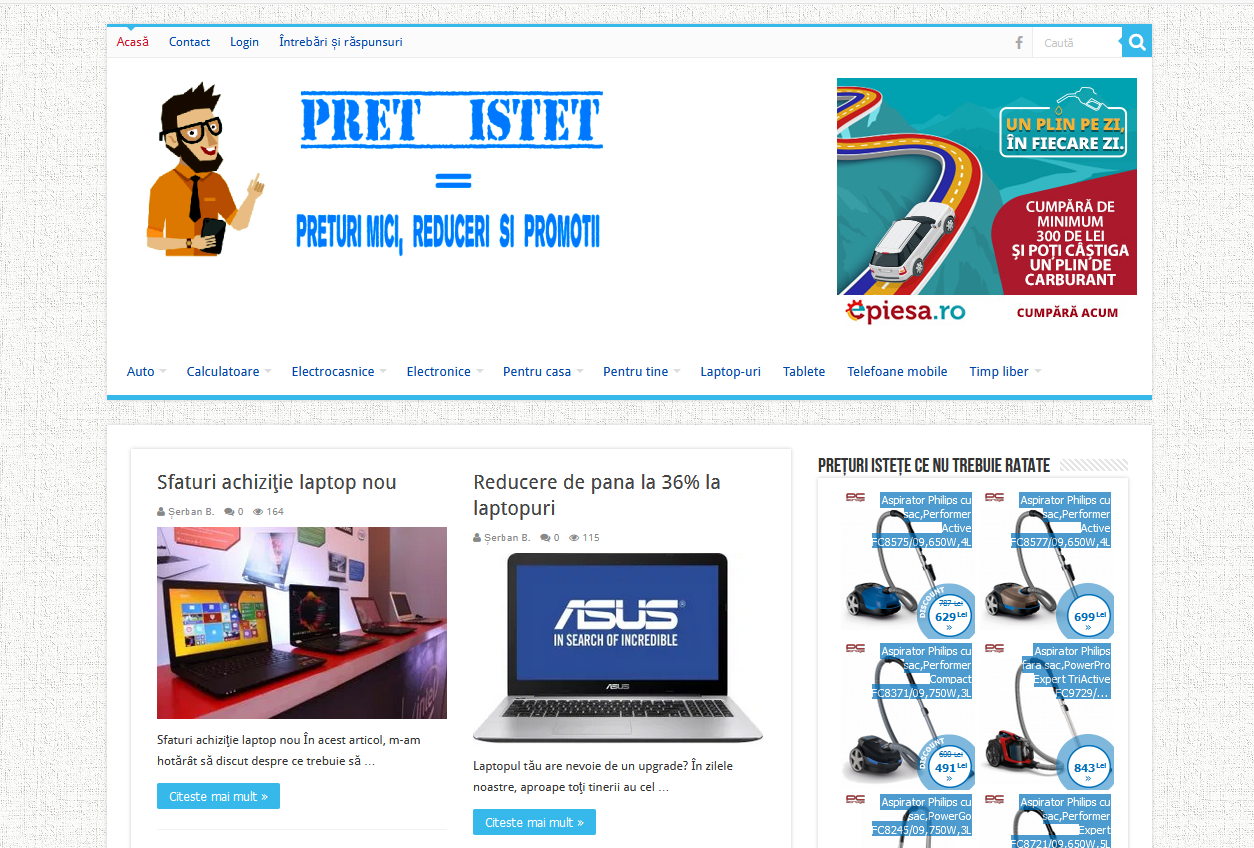 Acasă Contact Login Întrebări și răspunsuri Caută
PRET ISTET
=
PRETURI MICI, REDUCERI SI PROMOTII
UN PLIN PE ZI,
ÎN FIECARE ZI.
CUMPĂRĂ DE
MINIMUM
300 DE LEI
ȘI POȚI CÂȘTIGA
UN PLIN DE
CARBURANT
epiesa.ro CUMPĂRĂ ACUM
Auto Calculatoare Electrocasnice Electronice Pentru casa Pentru tine Laptop-uri Tablete Telefoane mobile Timp liber
Sfaturi achiziţie laptop nou
Șerban B. 0 164
Sfaturi achiziţie laptop nou În acest articol, m-am
hotărât să discut despre ce trebuie să …
Citeste mai mult »
Reducere de pana la 36% la
laptopuri
Șerban B. 0 115
ASUS
IN SEARCH OF INCREDIBLE
ASUS
Laptopul tău are nevoie de un upgrade? În zilele
noastre, aproape toţi tinerii au cel …
Citeste mai mult »
PREȚURI ISTEȚE CE NU TREBUIE RATATE
Aspirator Philips cu
sac,Performer
Active
FC8575/09,650W,4L
DISCOUNT
787 Lei
629 Lei
»
Aspirator Philips cu
sac,Performer
Active
FC8577/09,650W,4L
699 Lei
»
Aspirator Philips cu
sac,Performer
Compact
FC8371/09,750W,3L
DISCOUNT
491 Lei
»
Aspirator Philips
fara sac,PowerPro
Expert TriActive
FC9729/...
843 Lei
»
Aspirator Philips cu
sac,PowerGo
FC8245/09,750W,3L
Aspirator Philips cu
sac,Performer
Expert
FC8721/09,650W,5L